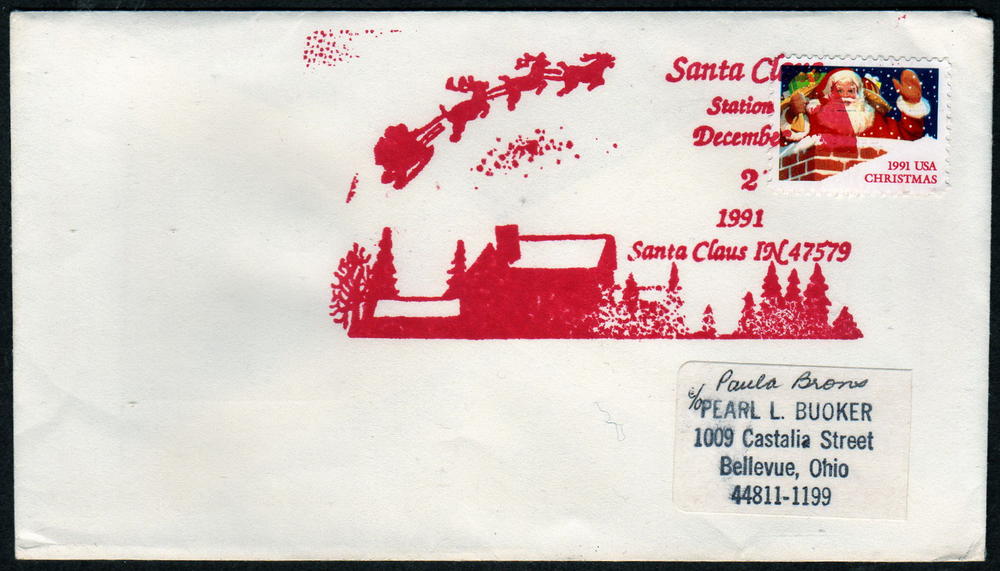 Santa Claus
Station
December
2
1991
Santa Claus IN 47579
1991 USA
CHRISTMAS
Paula Brons
c/o PEARL L. BUOKER
1009 Castalia Street
Bellevue, Ohio
44811-1199